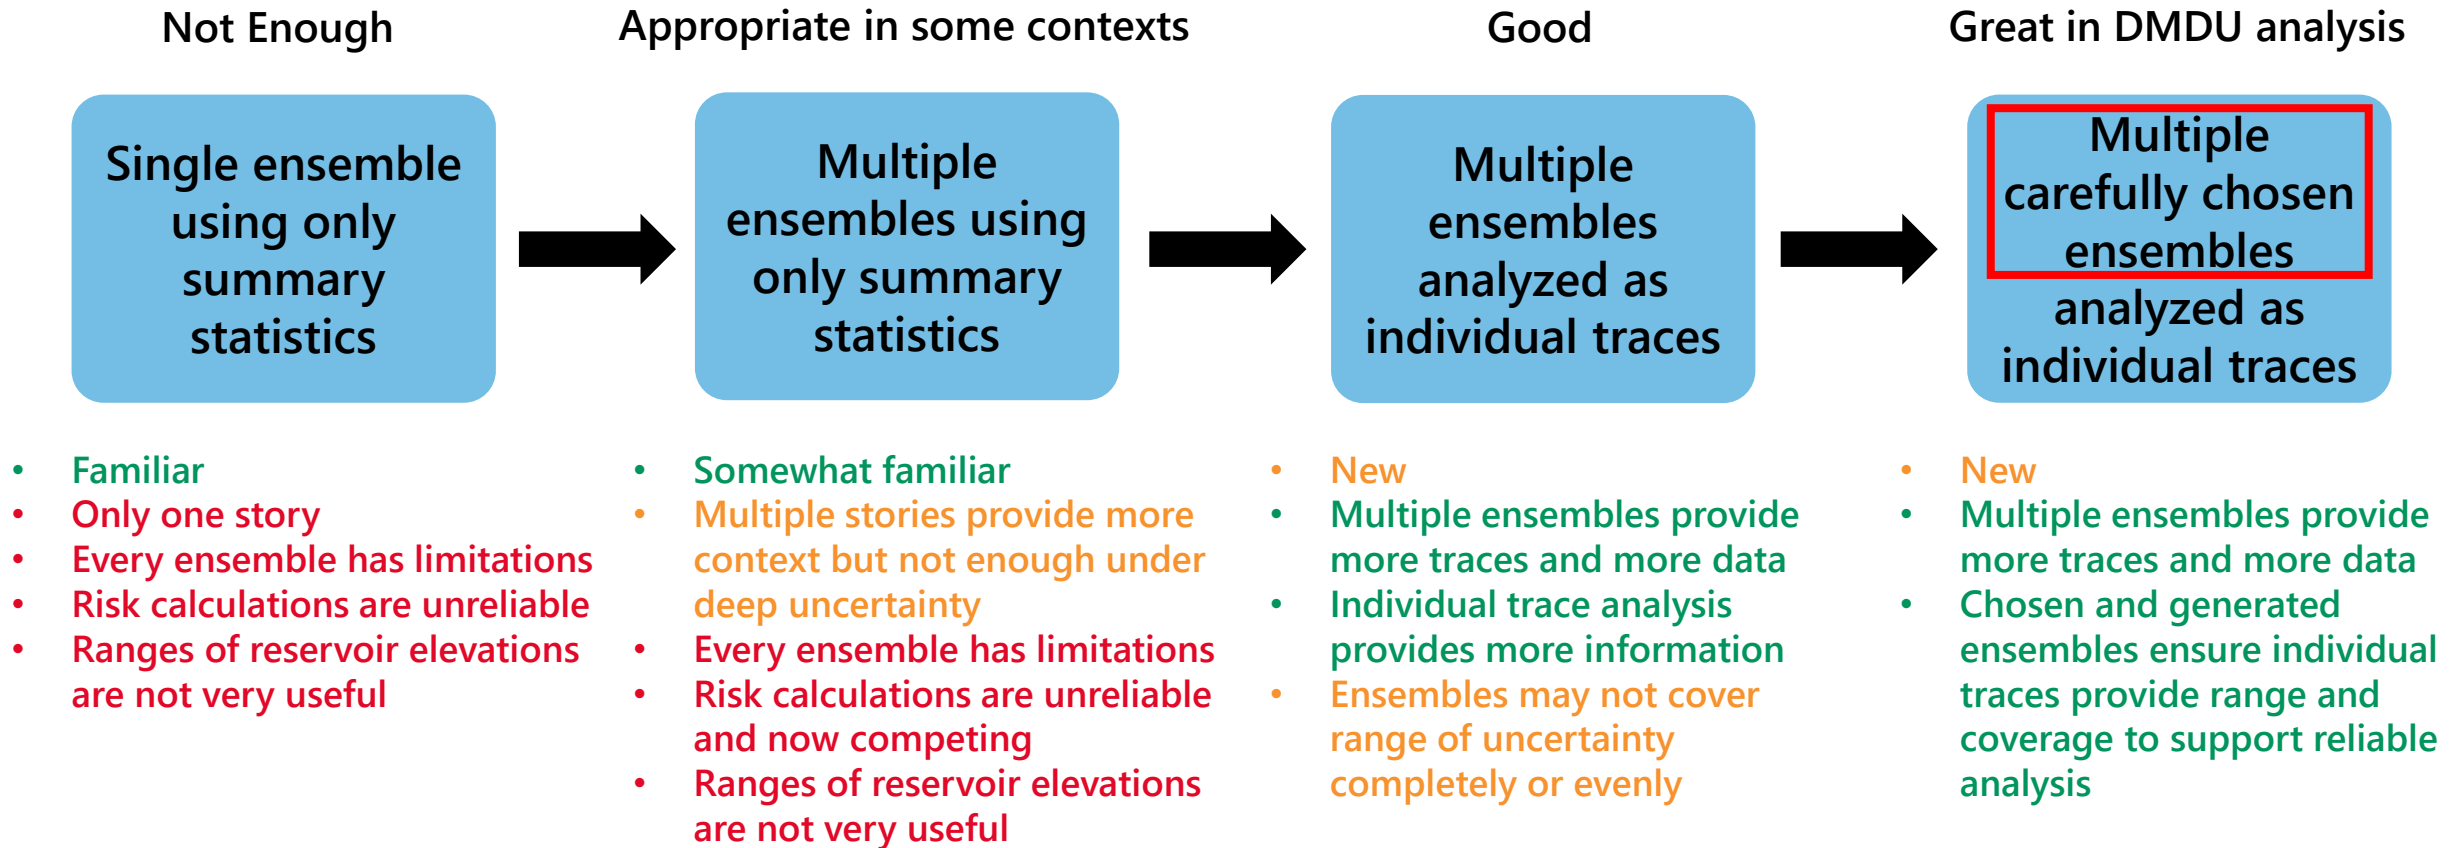 Not Enough
Single ensemble
using only
summary
statistics
• Familiar
• Only one story
• Every ensemble has limitations
• Risk calculations are unreliable
• Ranges of reservoir elevations
are not very useful
Appropriate in some contexts
Multiple
ensembles using
only summary
statistics
• Somewhat familiar
• Multiple stories provide more
context but not enough under
deep uncertainty
• Every ensemble has limitations
• Risk calculations are unreliable
and now competing
• Ranges of reservoir elevations
are not very useful
Good
Multiple
ensembles
analyzed as
individual traces
• New
• Multiple ensembles provide
more traces and more data
• Individual trace analysis
provides more information
• Ensembles may not cover
range of uncertainty
completely or evenly
Great in DMDU analysis
Multiple
carefully chosen
ensembles
analyzed as
individual traces
• New
• Multiple ensembles provide
more traces and more data
• Chosen and generated
ensembles ensure individual
traces provide range and
coverage to support reliable
analysis